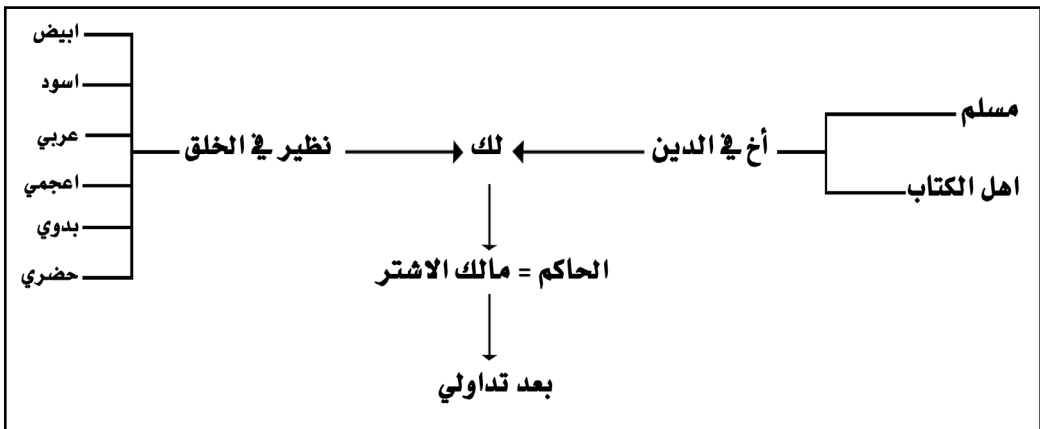 مسلم
اهل الكتاب
أخ في الدين
لك
نظير في الخلق
ابيض
اسود
عربي
اعجمي
بدوي
حضري
الحاكم = مالك الاشتر
بعد تداولي